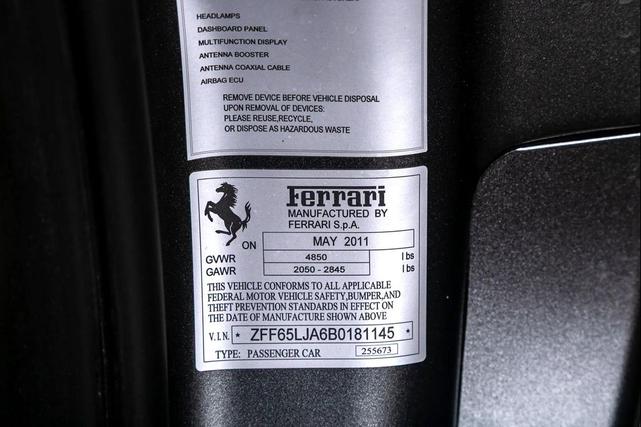 HEADLAMPS
DASHBOARD PANEL
MULTIFUNCTION DISPLAY
ANTENNA BOOSTER
ANTENNA COAXIAL CABLE
AIRBAG ECU
REMOVE DEVICE BEFORE VEHICLE DISPOSAL
UPON REMOVAL OF DEVICES:
PLEASE REUSE,RECYCLE,
OR DISPOSE AS HAZARDOUS WASTE
Ferrari
MANUFACTURED BY
FERRARI S.p.A.
ON MAY 2011
GVWR 4850 lbs
GAWR 2050 - 2845 lbs
THIS VEHICLE CONFORMS TO ALL APPLICABLE
FEDERAL MOTOR VEHICLE SAFETY,BUMPER,AND
THEFT PREVENTION STANDARDS IN EFFECT ON
THE DATE OF MANUFACTURE SHOWN ABOVE
V.I.N. * ZFF65LJA6B0181145 *
TYPE: PASSENGER CAR 255673